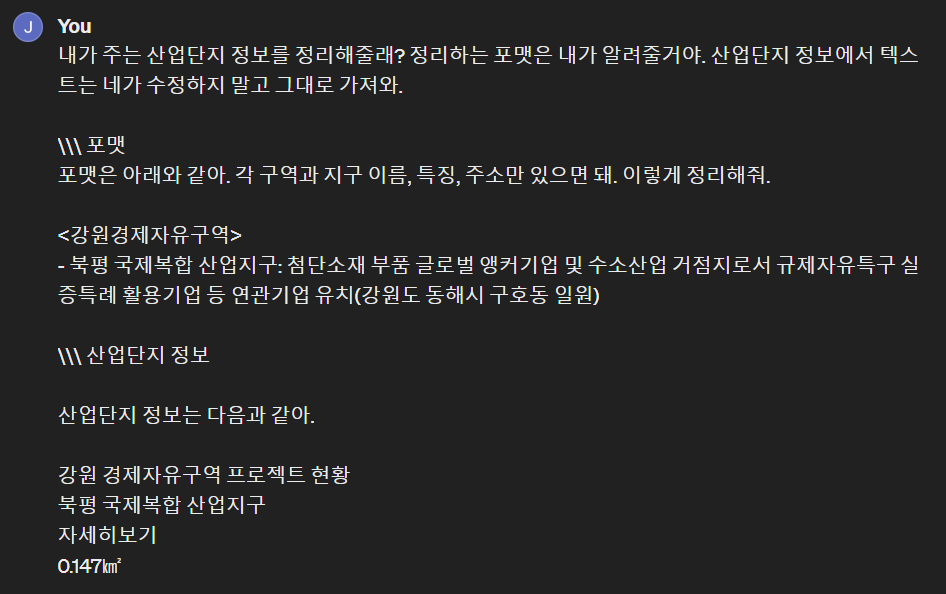 J
You
내가 주는 산업단지 정보를 정리해줄래? 정리하는 포맷은 내가 알려줄거야. 산업단지 정보에서 텍스
트는 네가 수정하지 말고 그대로 가져와.
\\\ 포맷
포맷은 아래와 같아. 각 구역과 지구 이름, 특징, 주소만 있으면 돼. 이렇게 정리해줘.
<강원경제자유구역>
- 북평 국제복합 산업지구: 첨단소재 부품 글로벌 앵커기업 및 수소산업 거점지로서 규제자유특구 실
증특례 활용기업 등 연관기업 유치(강원도 동해시 구호동 일원)
\\\ 산업단지 정보
산업단지 정보는 다음과 같아.
강원 경제자유구역 프로젝트 현황
북평 국제복합 산업지구
자세히보기
0.147㎢